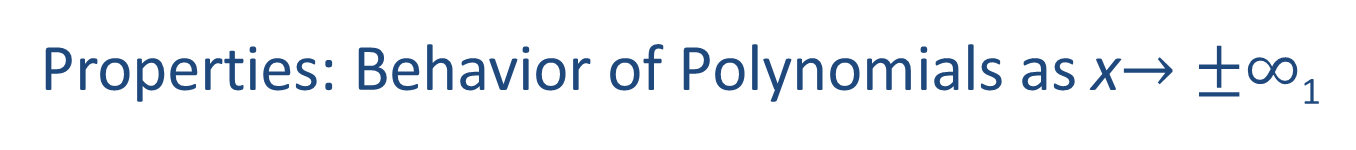 Properties: Behavior of Polynomials as x→ ±∞₁